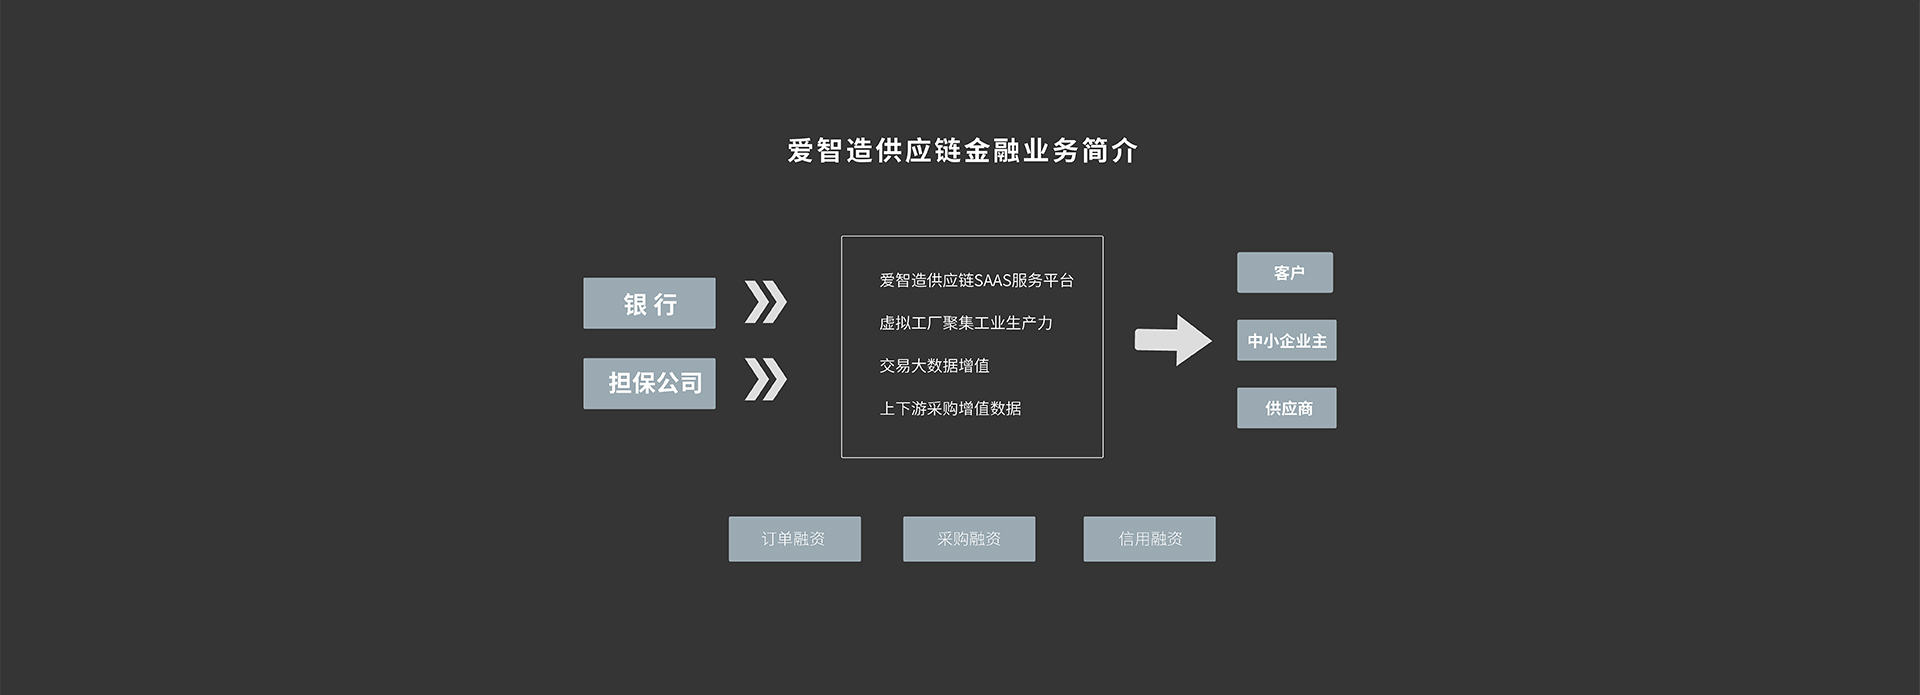 爱智造供应链金融业务简介
银行
担保公司
爱智造供应链SAAS服务平台
虚拟工厂聚集工业生产力
交易大数据增值
上下游采购增值数据
客户
中小企业主
供应商
订单融资
采购融资
信用融资